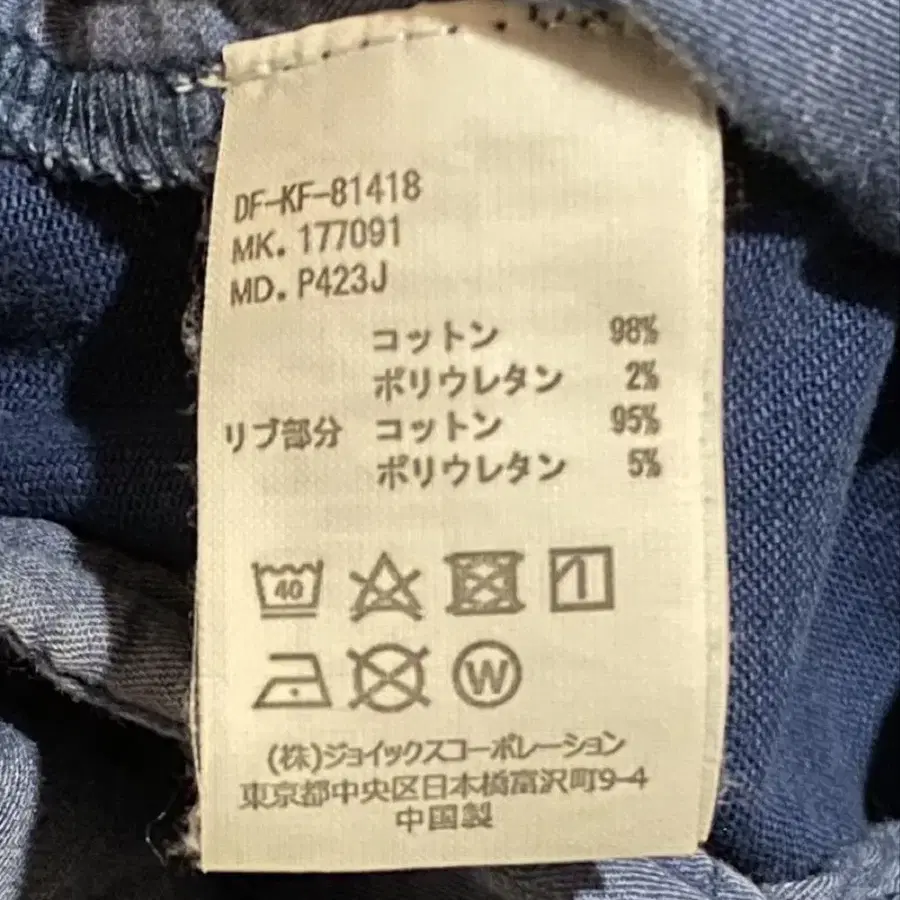 DF-KF-81418
MK. 177091
MD. P423J
コットン 98%
ポリウレタン 2%
リブ部分 コットン 95%
ポリウレタン 5%
40
W
(株)ジョイックスコーポレーション
東京都中央区日本橋富沢町9-4
中国製